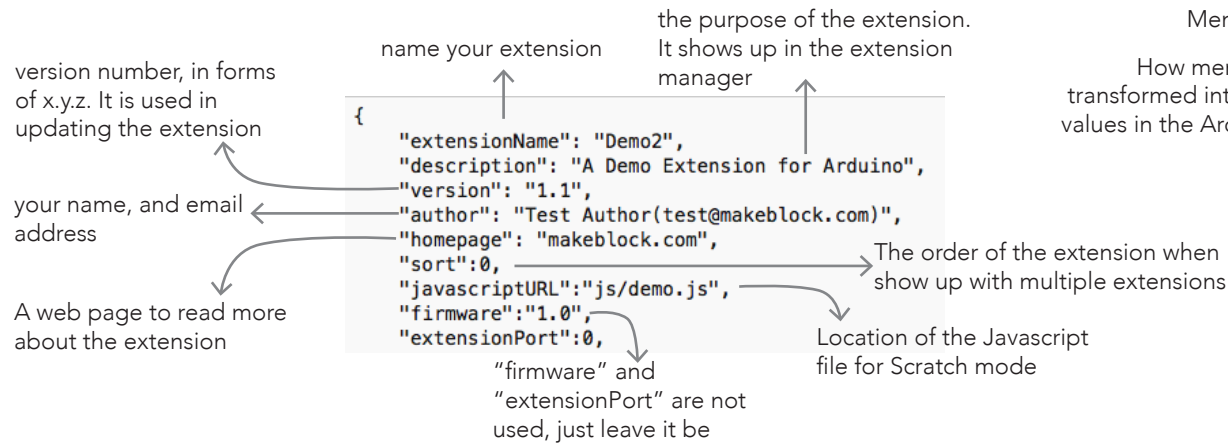 the purpose of the extension.
It shows up in the extension
manager
name your extension
version number, in forms
of x.y.z. It is used in
updating the extension
your name, and email
address
A web page to read more
about the extension
{
"extensionName": "Demo2",
"description": "A Demo Extension for Arduino",
"version": "1.1",
"author": "Test Author(test@makeblock.com)",
"homepage": "makeblock.com",
"sort":0,
"javascriptURL":"js/demo.js",
"firmware":"1.0",
"extensionPort":0,
The order of the extension when
show up with multiple extensions
Location of the Javascript
file for Scratch mode
“firmware” and
“extensionPort” are not
used, just leave it be
How
transformed
values in the